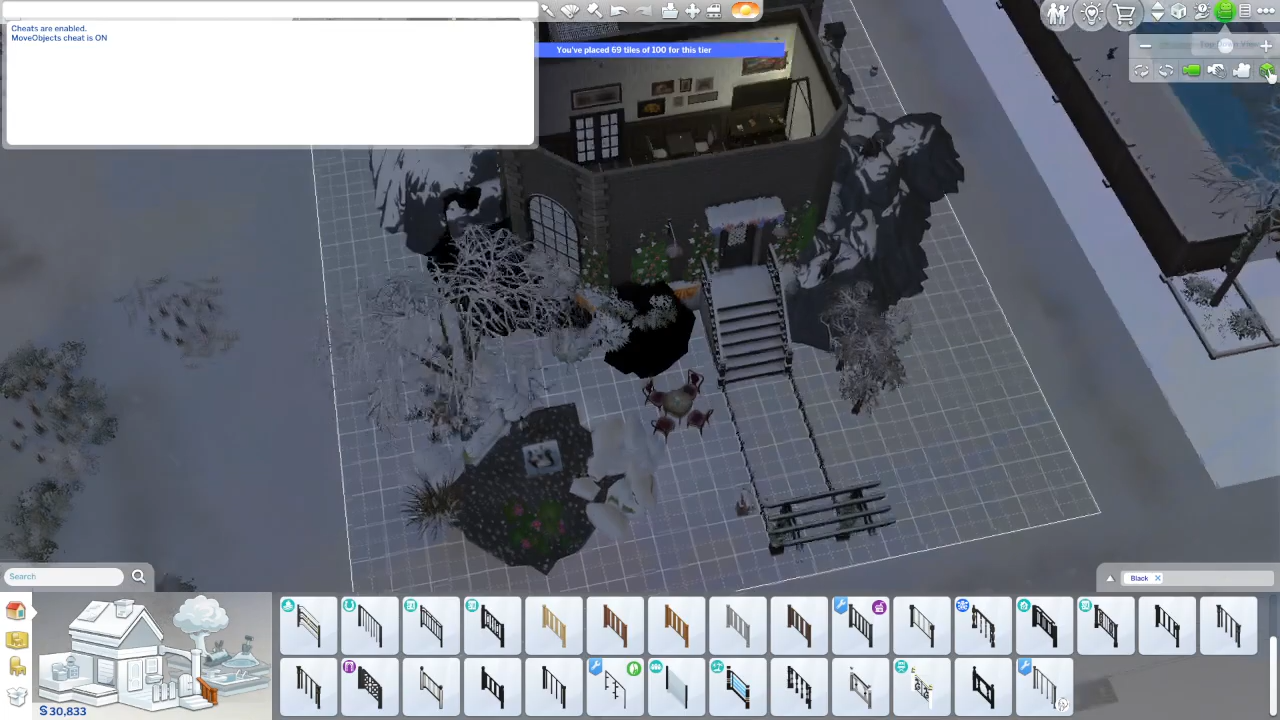 Cheats are enabled.
MoveObjects cheat is ON
You've placed 69 tiles of 100 for this tier
Search
Black
§30,833